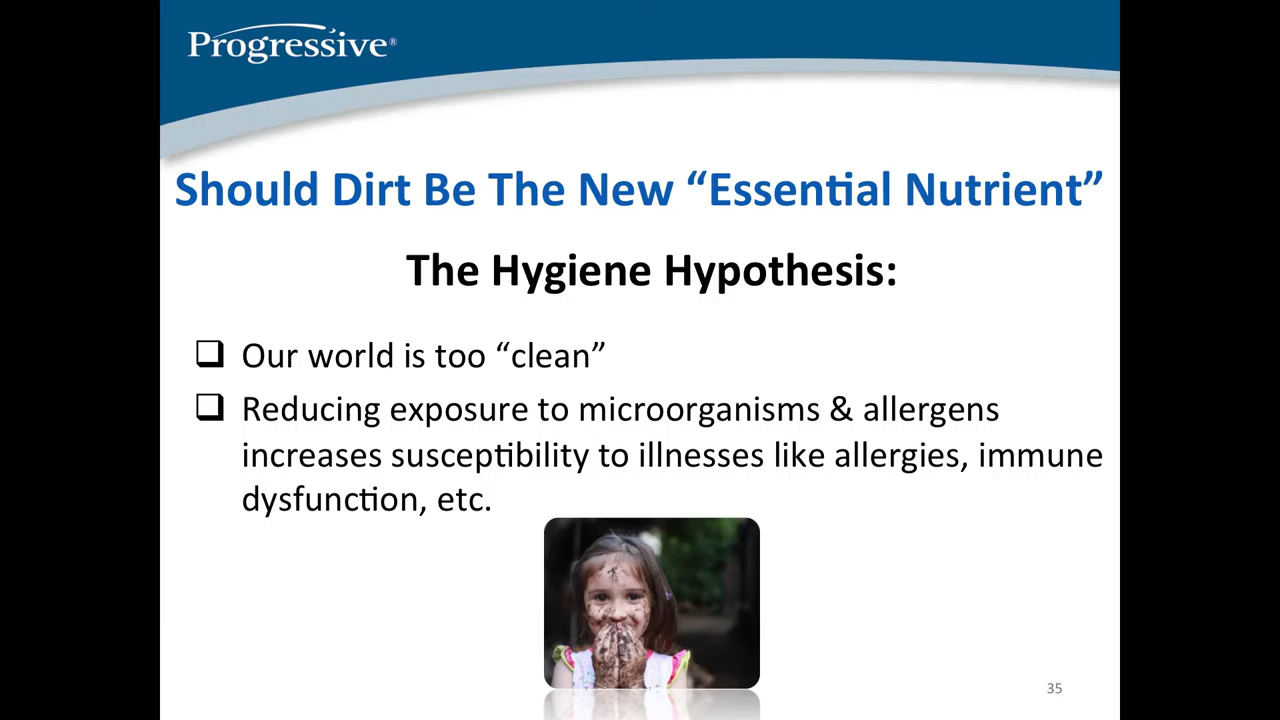 Progressive®
Should Dirt Be The New “Essential Nutrient”
The Hygiene Hypothesis:
Our world is too “clean”
Reducing exposure to microorganisms & allergens
increases susceptibility to illnesses like allergies, immune
dysfunction, etc.
35